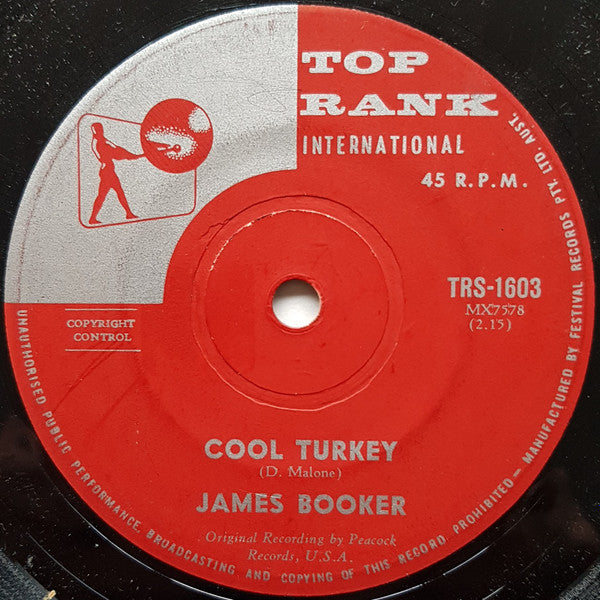 TOP
RANK
INTERNATIONAL
45 R.P.M.
TRS-1603
MX7578
(2.15)
COPYRIGHT
CONTROL
COOL TURKEY
(D. Malone)
JAMES BOOKER
Original Recording by Peacock
Records, U.S.A.
UNAUTHORISED PUBLIC PERFORMANCE, BROADCASTING AND COPYING OF THIS RECORD PROHIBITED — MANUFACTURED BY FESTIVAL RECORDS PTY. LTD. AUST.